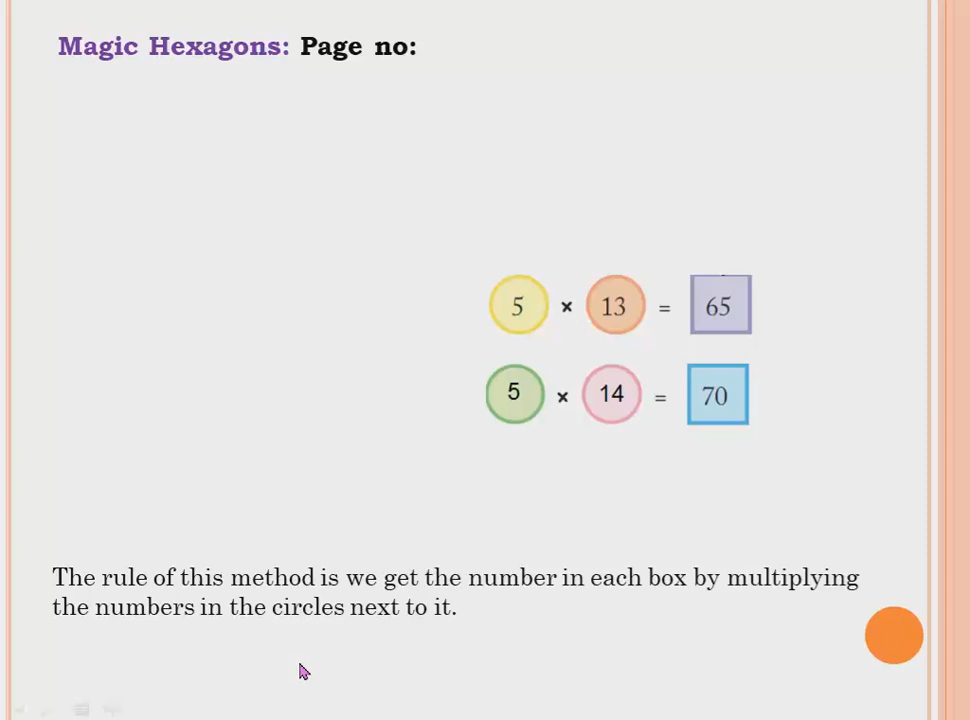 Magic Hexagons: Page no:
5 × 13 = 65
5 × 14 = 70
The rule of this method is we get the number in each box by multiplying
the numbers in the circles next to it.